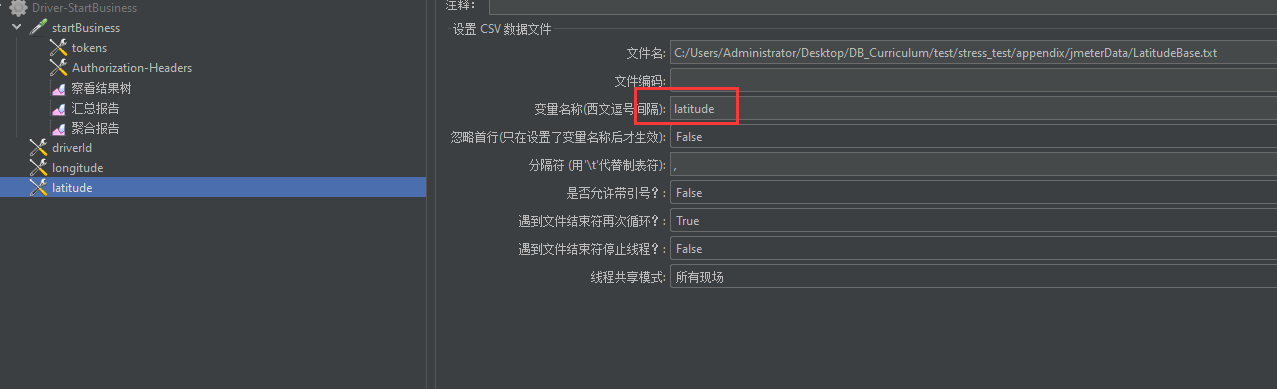 Driver-StartBusiness
startBusiness
tokens
Authorization-Headers
察看结果树
汇总报告
聚合报告
driverId
longitude
latitude
注释:
设置 CSV 数据文件
文件名: C:/Users/Administrator/Desktop/DB_Curriculum/test/stress_test/appendix/jmeterData/LatitudeBase.txt
文件编码:
变量名称(西文逗号间隔): latitude
忽略首行(只在设置了变量名称后才生效): False
分隔符 (用'\t'代替制表符): ,
是否允许带引号?: False
遇到文件结束符再次循环?: True
遇到文件结束符停止线程?: False
线程共享模式: 所有现场